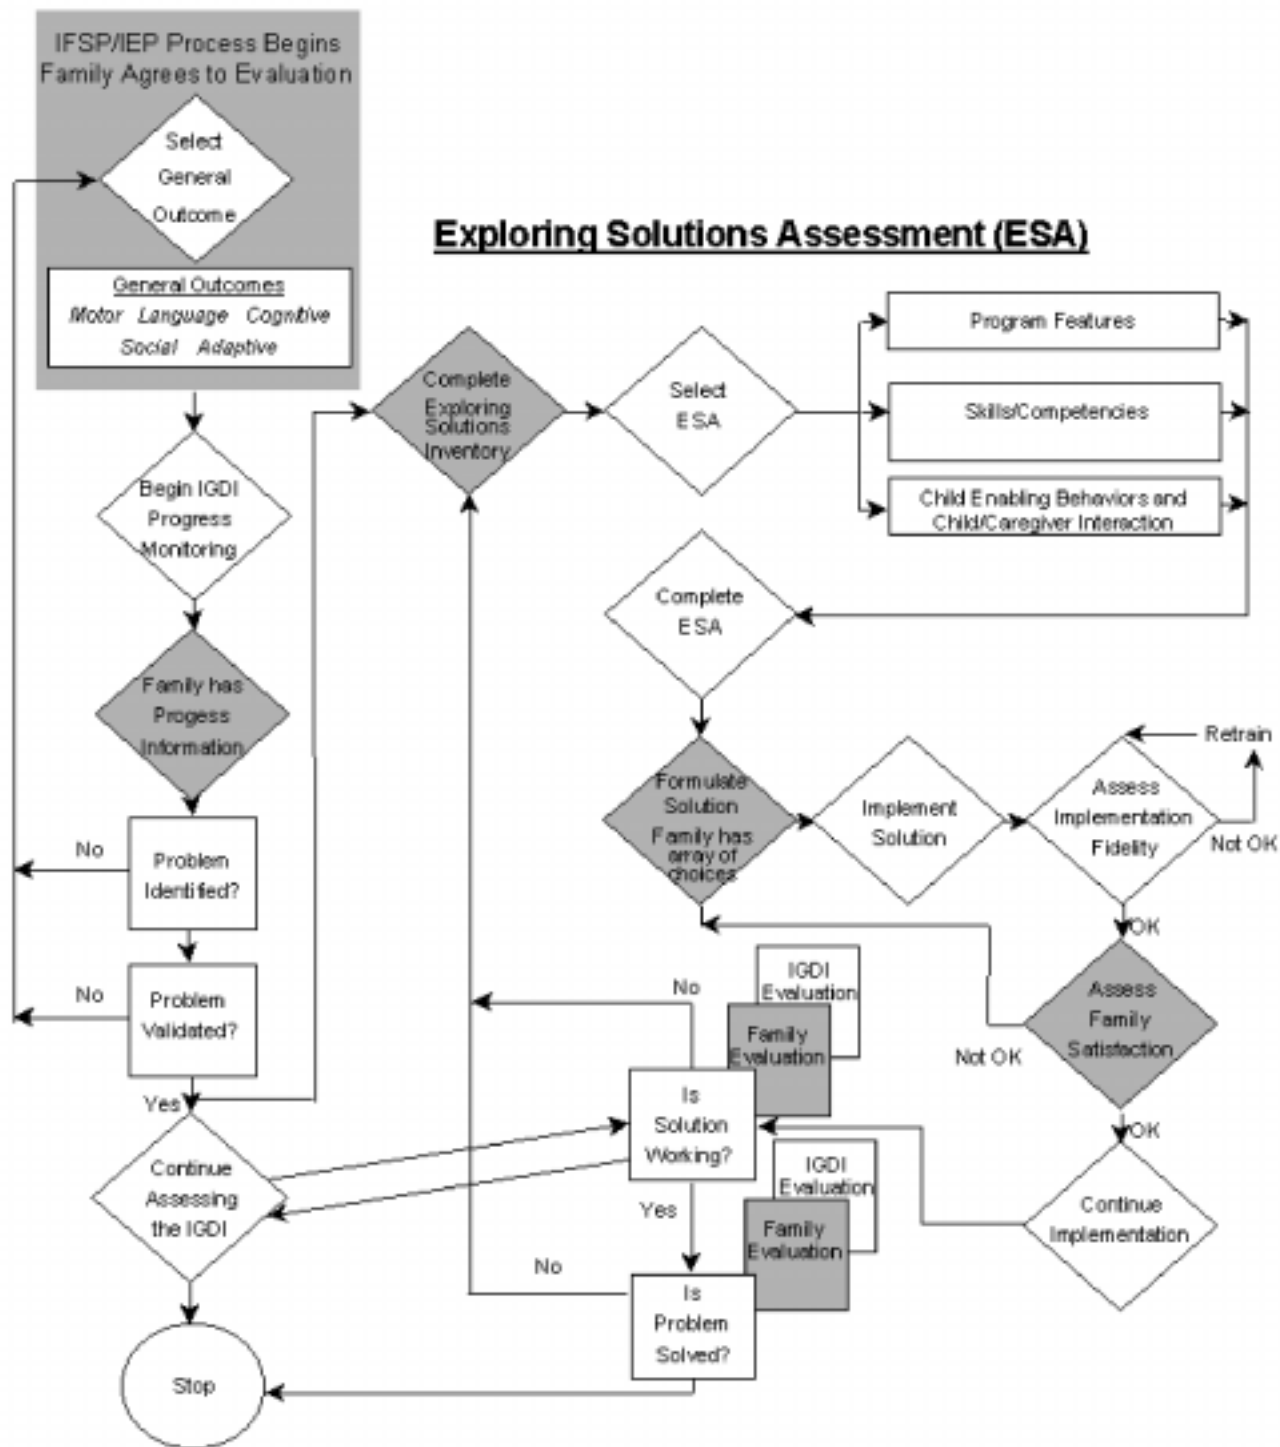 IFSP/IEP Process Begins
Family Agrees to Evaluation
Select
General
Outcome
General Outcomes
Motor Language Cognitive
Social Adaptive
Begin IGDI
Progress
Monitoring
Family has
Progess
Information
No
Problem
Identified?
No
Problem
Validated?
Yes
Continue
Assessing
the IGDI
Stop
Exploring Solutions Assessment (ESA)
Complete
Exploring
Solutions
Inventory
Select
ESA
Program Features
Skills/Competencies
Child Enabling Behaviors and
Child/Caregiver Interaction
Complete
ESA
Formulate
Solution
Family has
array of
choices
Implement
Solution
Assess
Implementation
Fidelity
Retrain
Not OK
OK
Assess
Family
Satisfaction
Not OK
OK
Continue
Implementation
IGDI
Evaluation
Family
Evaluation
No
Is
Solution
Working?
Yes
IGDI
Evaluation
Family
Evaluation
No
Is
Problem
Solved?